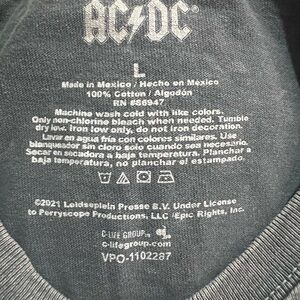 AC⚡DC
L
Made in Mexico / Hecho en México
100% Cotton / Algodón
RN #86947
Machine wash cold with like colors.
Only non-chlorine bleach when needed. Tumble
dry low. Iron low only, do not iron decoration.
Lavar en agua fría con colores similares. Use
blanqueador sin cloro solo cuando sea necesario.
Secar en secadora a baja temperatura. Planchar a
baja temperatura, no planche el estampado.
©2021 Leidseplein Presse B.V. Under License
to Perryscope Productions, LLC /Epic Rights, Inc.
C-LIFE GROUP
c-lifegroup.com
VPO-1102287